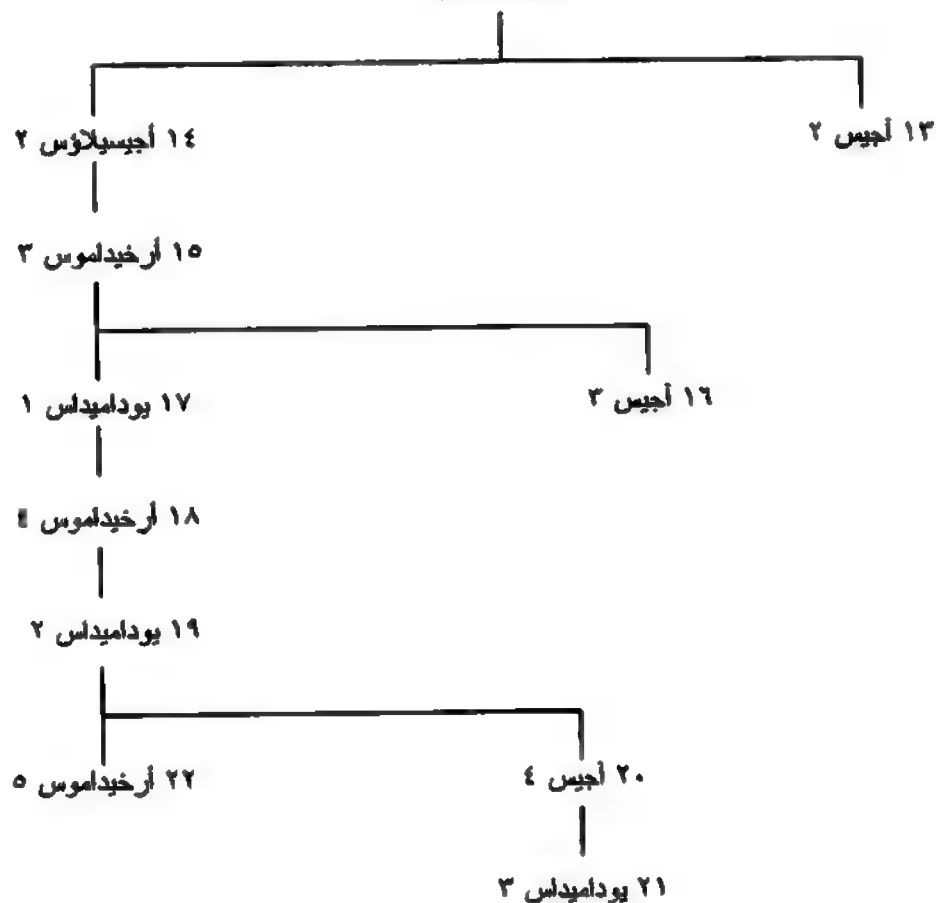 ١٣ أجيس ٢
١٤ أجيسيلاؤس ٢
١٥ أرخيداموس ٣
١٦ أجيس ٣
١٧ يوداميداس ١
١٨ أرخيداموس ٤
١٩ يوداميداس ٢
٢٠ أجيس ٤
٢٢ أرخيداموس ٥
٢١ يوداميداس ٣